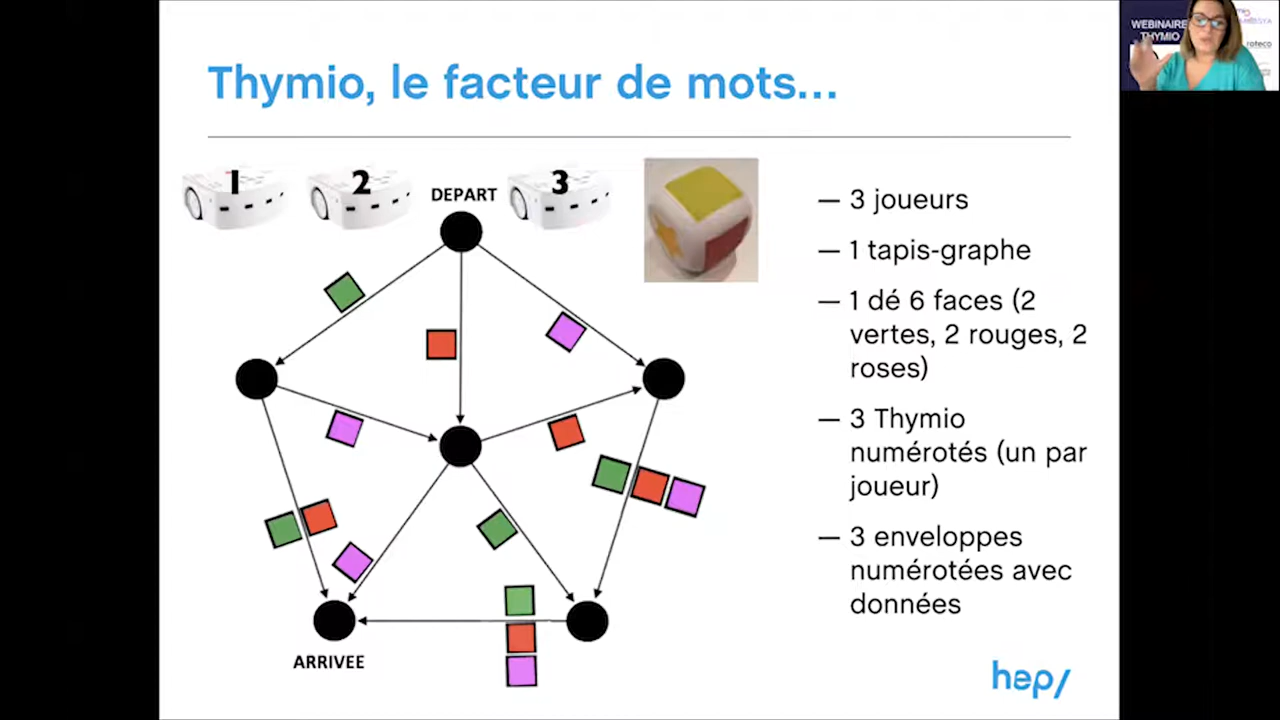 Thymio, le facteur de mots...
1
2
3
DEPART
ARRIVEE
— 3 joueurs
— 1 tapis-graphe
— 1 dé 6 faces (2
vertes, 2 rouges, 2
roses)
— 3 Thymio
numérotés (un par
joueur)
— 3 enveloppes
numérotées avec
données
hep/
WEBINAIRE
THYMIO
roteco